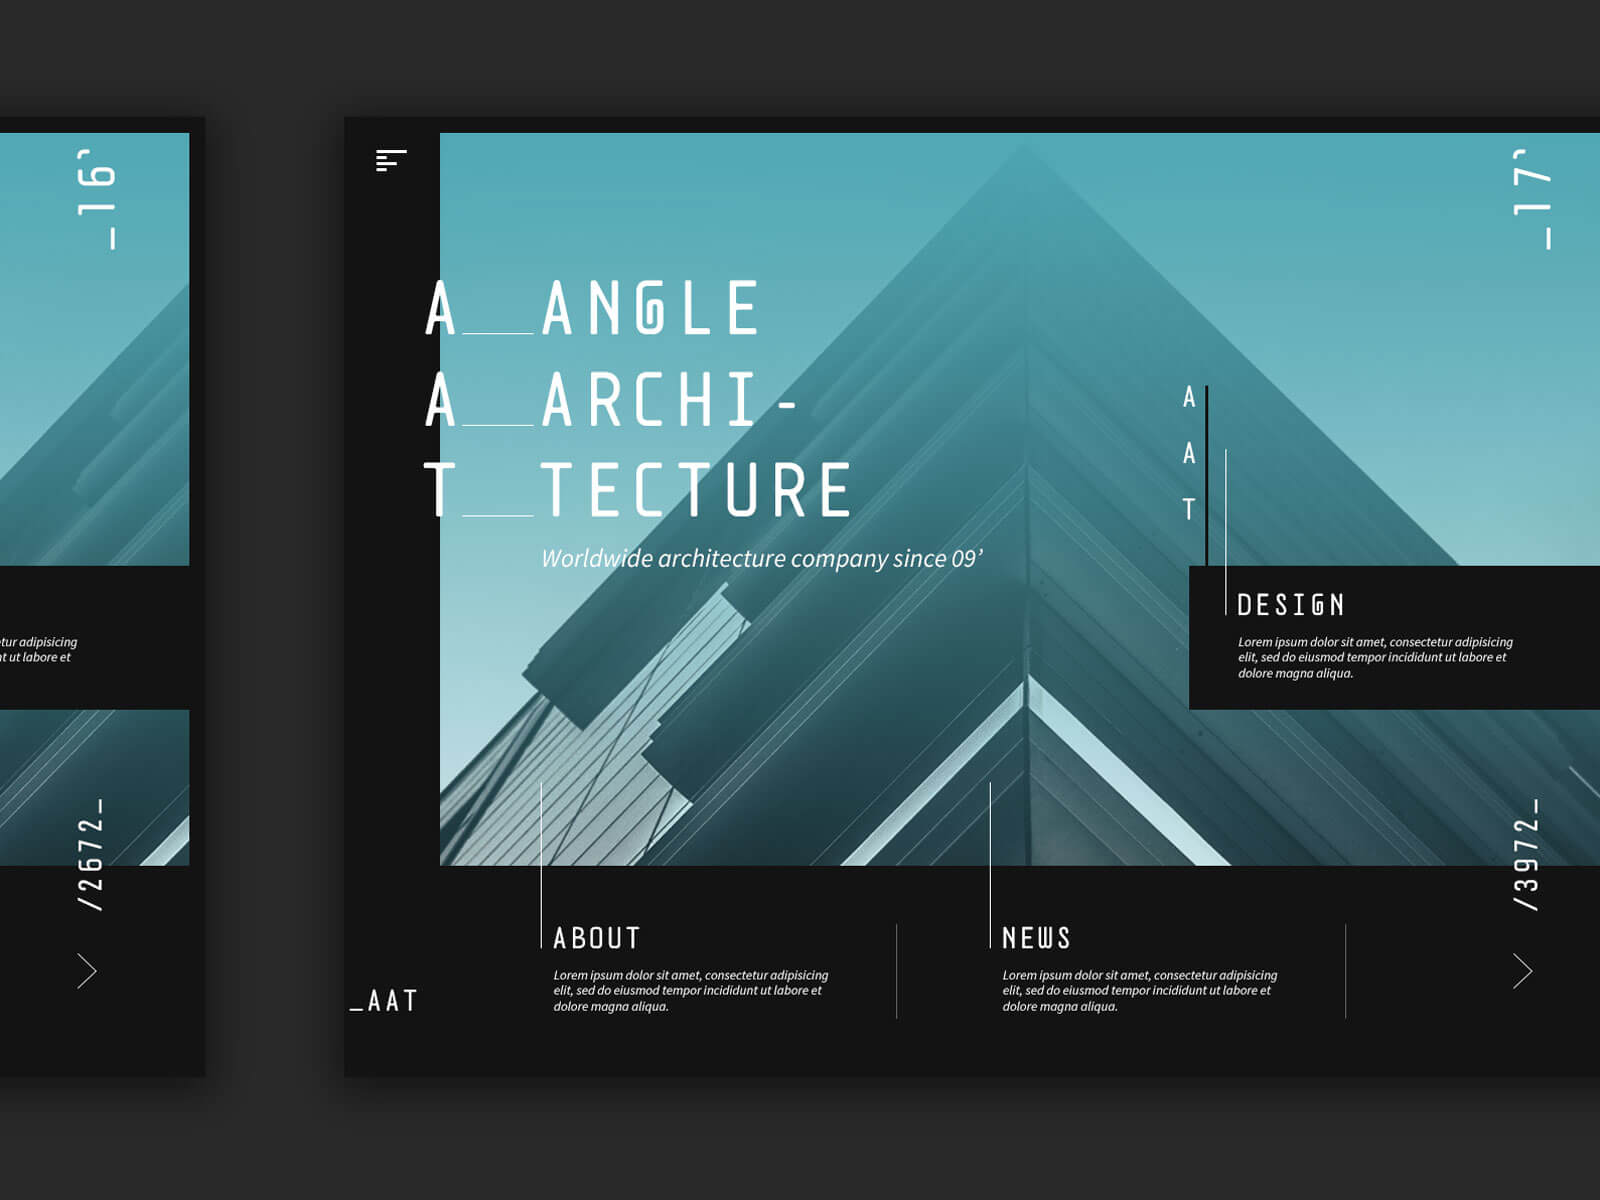 _16’
tur adipisicing
nt ut labore et
/2672_
A__ANGLE
A__ARCHI-
T__TECTURE
Worldwide architecture company since 09’
_17’
A
A
T
DESIGN
Lorem ipsum dolor sit amet, consectetur adipisicing
elit, sed do eiusmod tempor incididunt ut labore et
dolore magna aliqua.
/3972_
ABOUT
Lorem ipsum dolor sit amet, consectetur adipisicing
elit, sed do eiusmod tempor incididunt ut labore et
dolore magna aliqua.
NEWS
Lorem ipsum dolor sit amet, consectetur adipisicing
elit, sed do eiusmod tempor incididunt ut labore et
dolore magna aliqua.
_AAT